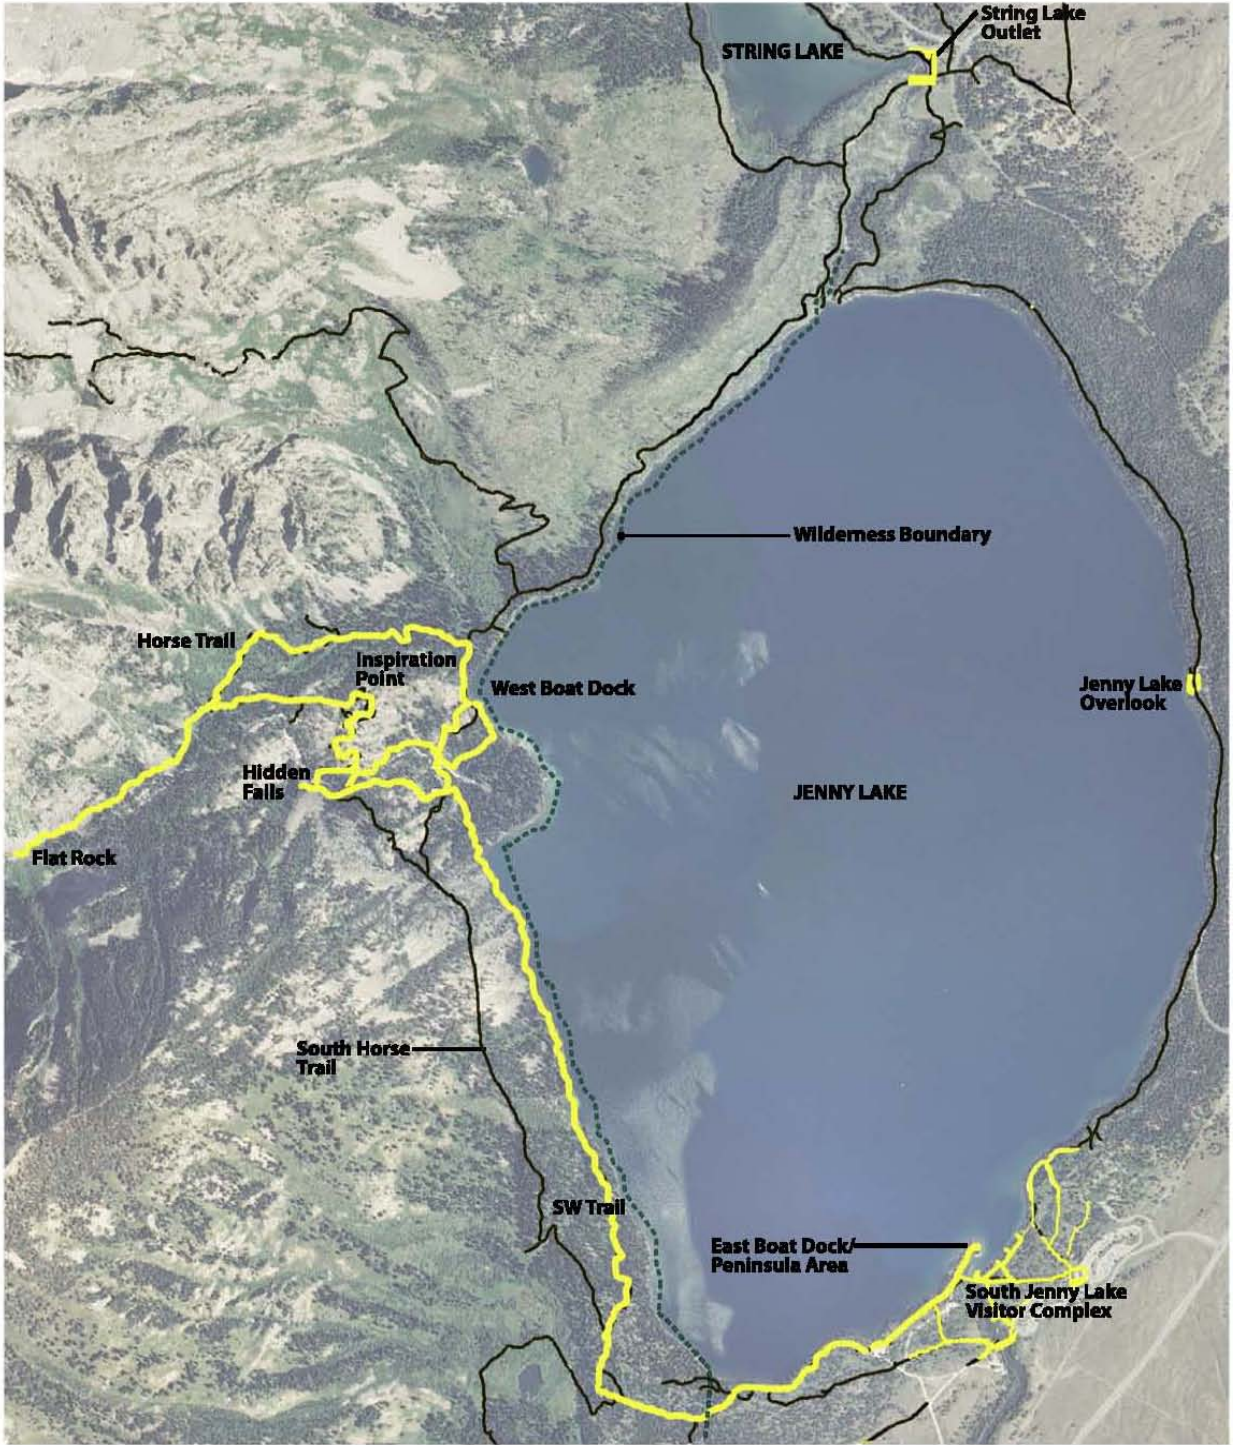 String Lake
Outlet
STRING LAKE
Wilderness Boundary
Horse Trail
Inspiration
Point
West Boat Dock
Jenny Lake
Overlook
Hidden
Falls
JENNY LAKE
Flat Rock
South Horse
Trail
SW Trail
East Boat Dock/
Peninsula Area
South Jenny Lake
Visitor Complex